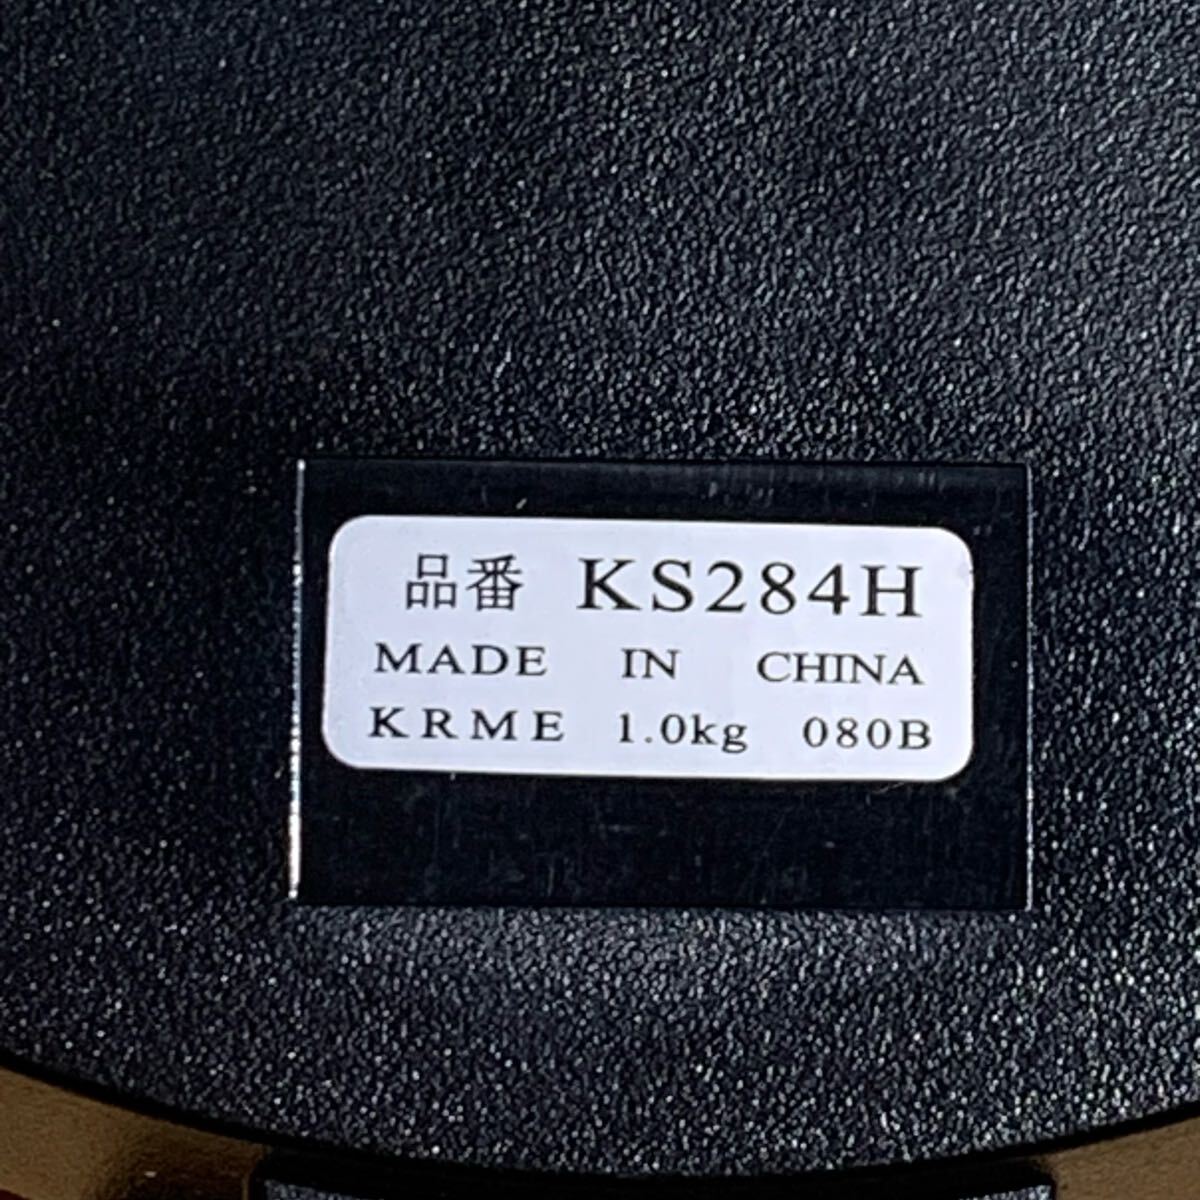 品番 KS284H
MADE IN CHINA
KRME 1.0kg 080B